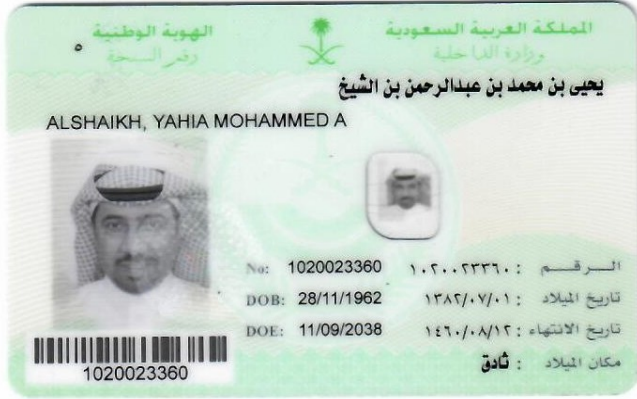 المملكة العربية السعودية
وزارة الداخلية
الهوية الوطنية
رقم النسخة ٥
يحيى بن محمد بن عبدالرحمن بن الشيخ
ALSHAIKH, YAHIA MOHAMMED A
No: 1020023360 الرقم : ١٠٢٠٠٢٣٣٦٠
DOB: 28/11/1962 تاريخ الميلاد : ١٣٨٢/٠٧/٠١
DOE: 11/09/2038 تاريخ الانتهاء : ١٤٦٠/٠٨/١٢
مكان الميلاد : ثادق
1020023360